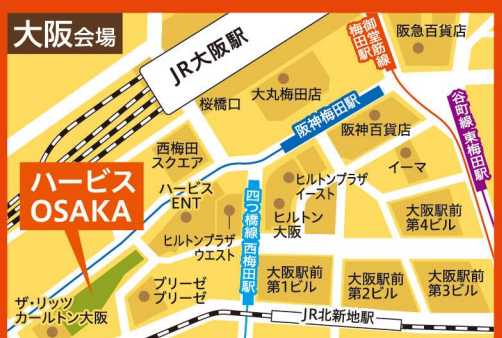 大阪会場
JR大阪駅
御堂筋線
梅田駅
阪急百貨店
桜橋口
大丸梅田店
阪神梅田駅
阪神百貨店
谷町線 東梅田駅
西梅田
スクエア
イーマ
ハービス
OSAKA
ハービス
ENT
ヒルトンプラザ
イースト
ヒルトンプラザ
ウエスト
四つ橋線 西梅田駅
ヒルトン
大阪
大阪駅前
第4ビル
ブリーゼ
ブリーゼ
大阪駅前
第1ビル
大阪駅前
第2ビル
大阪駅前
第3ビル
ザ・リッツ
カールトン大阪
JR北新地駅